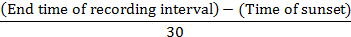 (End time of recording interval) − (Time of sunset)
30